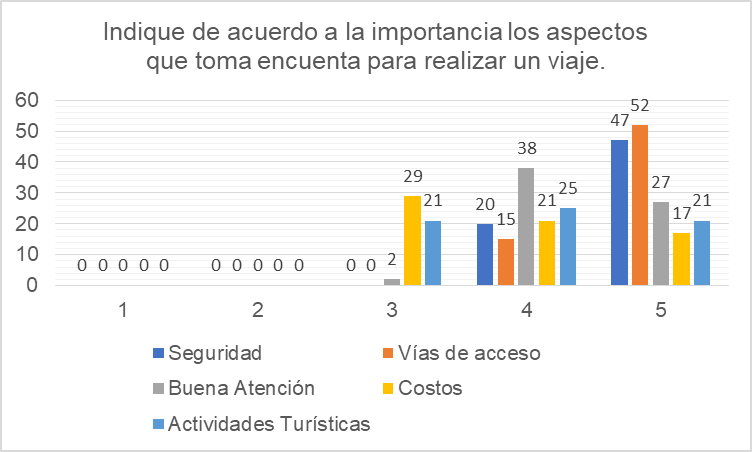 Indique de acuerdo a la importancia los aspectos
que toma encuenta para realizar un viaje.
60
50
40
30
20
10
0
0 0 0 0 0
0 0 0 0 0
0 0 2 29 21
20 15 38 21 25
47 52 27 17 21
1 2 3 4 5
Seguridad Vías de acceso
Buena Atención Costos
Actividades Turísticas